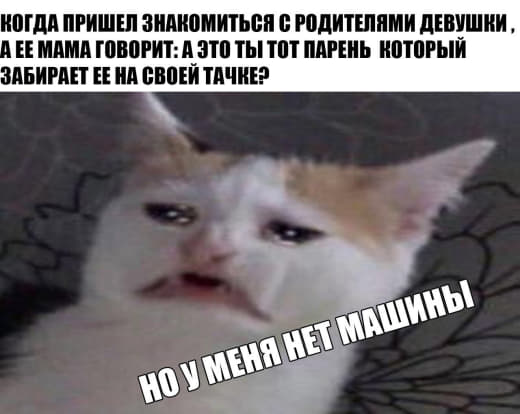 КОГДА ПРИШЕЛ ЗНАКОМИТЬСЯ С РОДИТЕЛЯМИ ДЕВУШКИ ,
А ЕЕ МАМА ГОВОРИТ: А ЭТО ТЫ ТОТ ПАРЕНЬ КОТОРЫЙ
ЗАБИРАЕТ ЕЕ НА СВОЕЙ ТАЧКЕ?
НО У МЕНЯ НЕТ МАШИНЫ